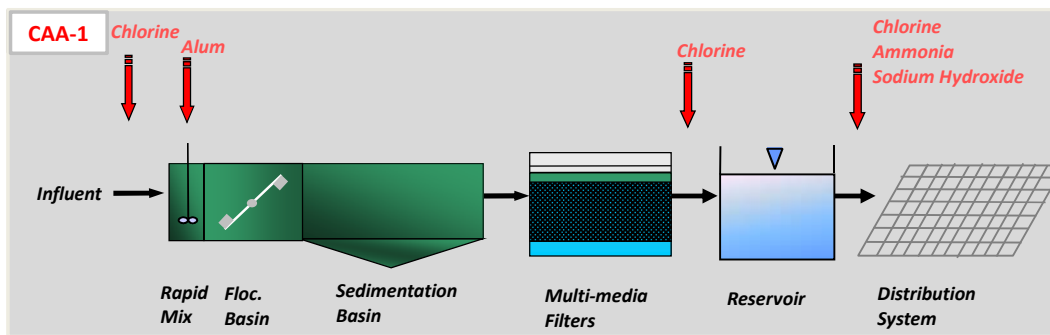 CAA-1
Chlorine
Alum
Chlorine
Chlorine
Ammonia
Sodium Hydroxide
Influent
Rapid
Mix
Floc.
Basin
Sedimentation
Basin
Multi-media
Filters
Reservoir
Distribution
System